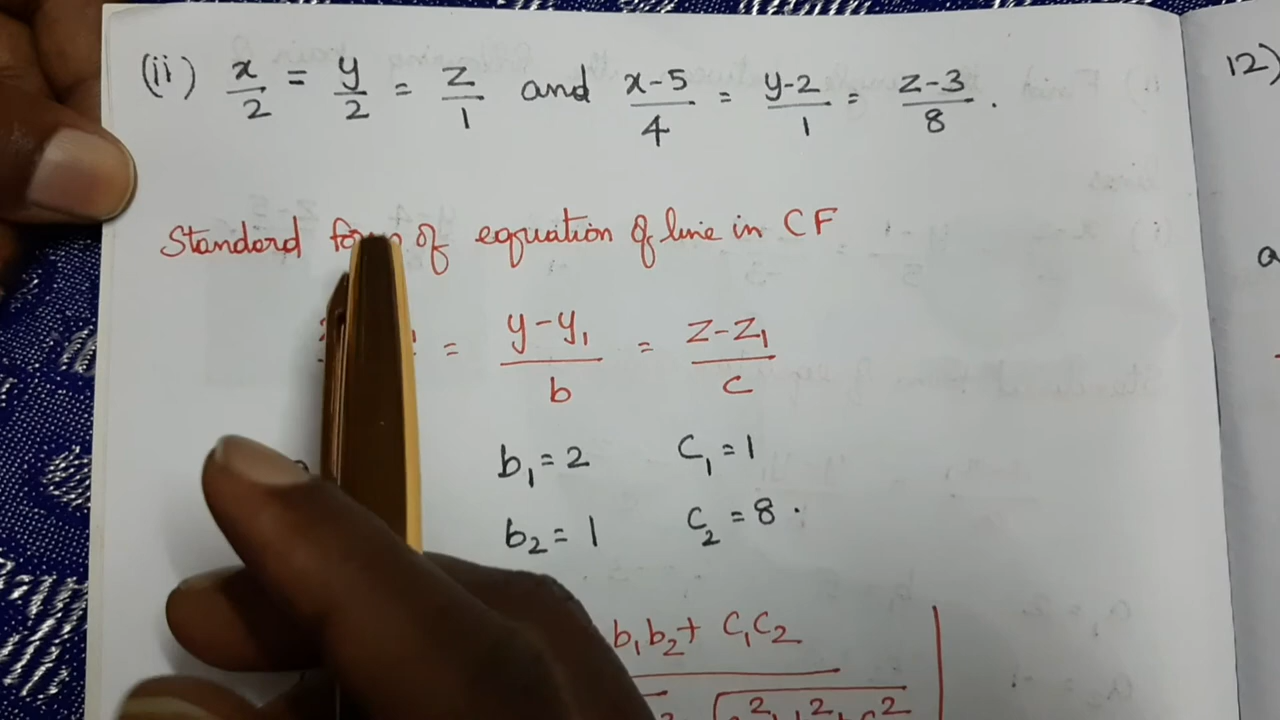 (ii) x/2 = y/2 = z/1 and x-5/4 = y-2/1 = z-3/8 .
12)
Standard of equation of line in CF
a
= y-y₁/b = z-z₁/c
b₁ = 2 C₁ = 1
b₂ = 1 C₂ = 8 .
b₁b₂ + C₁C₂